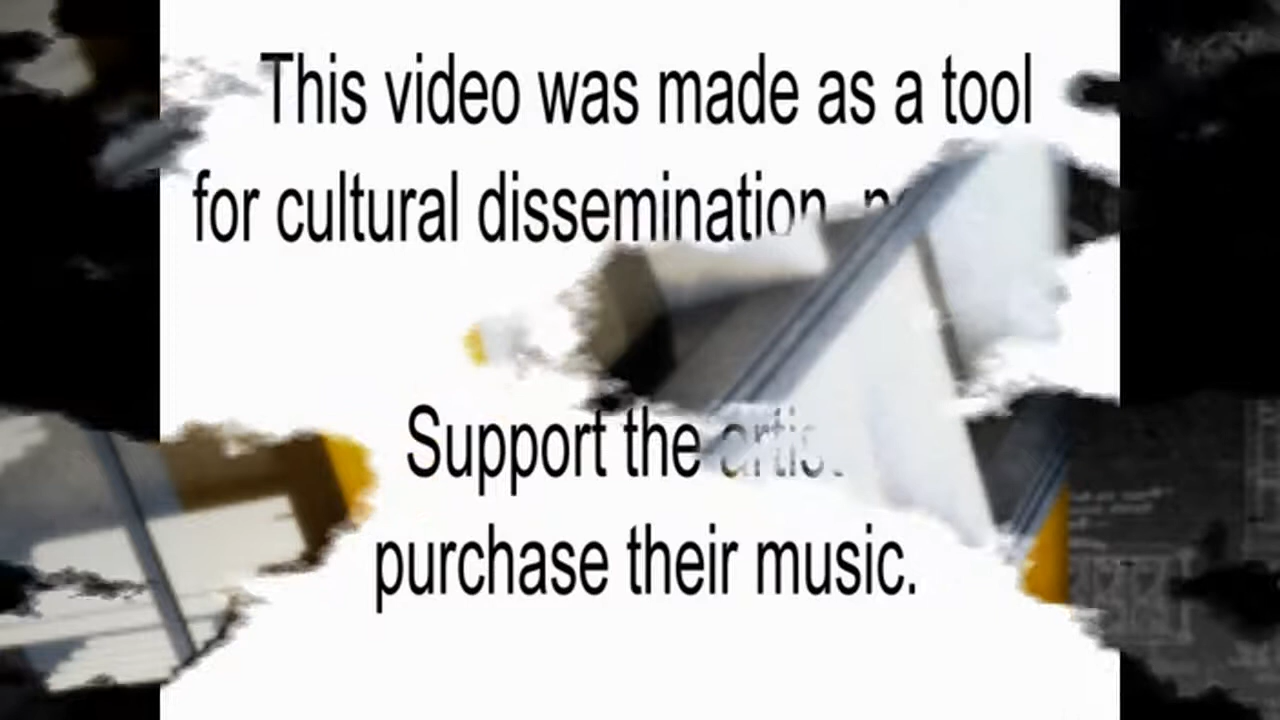 This video was made as a tool
for cultural dissemination,
Support the
purchase their music.